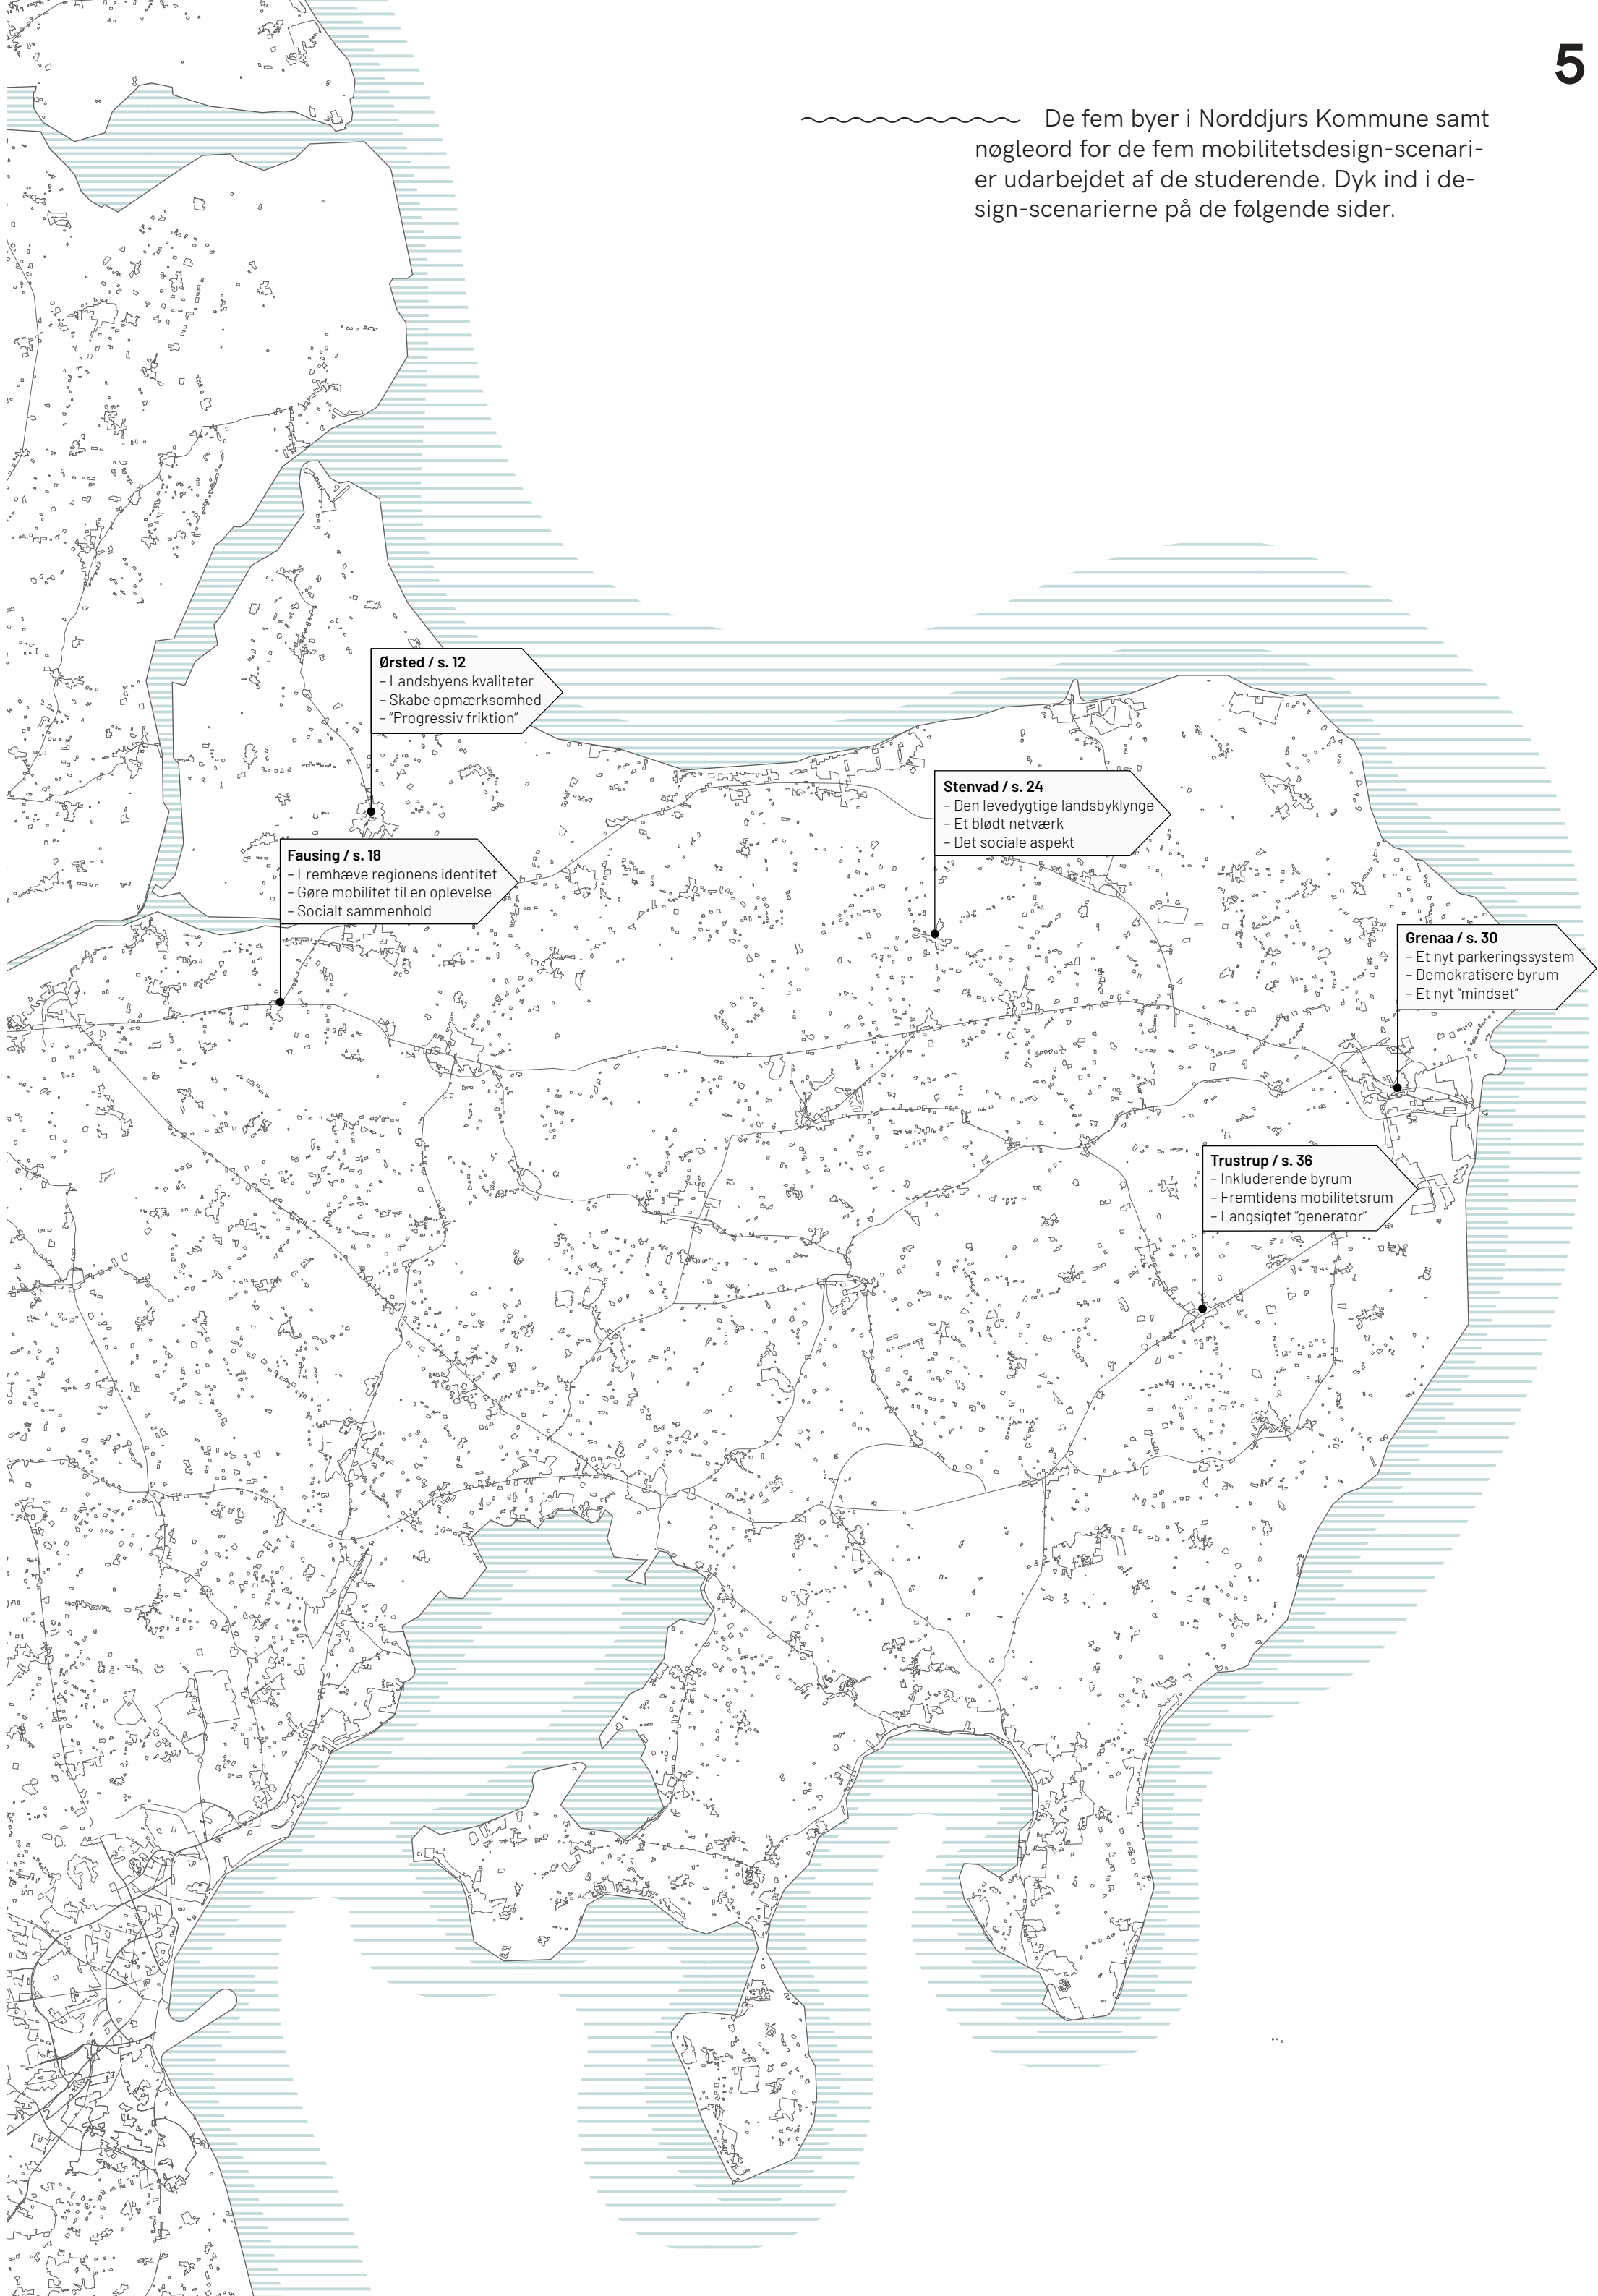 5
De fem byer i Norddjurs Kommune samt
nøgleord for de fem mobilitetsdesign-scenari-
er udarbejdet af de studerende. Dyk ind i de-
sign-scenarierne på de følgende sider.
Ørsted / s. 12
– Landsbyens kvaliteter
– Skabe opmærksomhed
– “Progressiv friktion”
Stenvad / s. 24
– Den levedygtige landsbyklynge
– Et blødt netværk
– Det sociale aspekt
Fausing / s. 18
– Fremhæve regionens identitet
– Gøre mobilitet til en oplevelse
– Socialt sammenhold
Grenaa / s. 30
– Et nyt parkeringssystem
– Demokratisere byrum
– Et nyt “mindset”
Trustrup / s. 36
– Inkluderende byrum
– Fremtidens mobilitetsrum
– Langsigtet “generator”